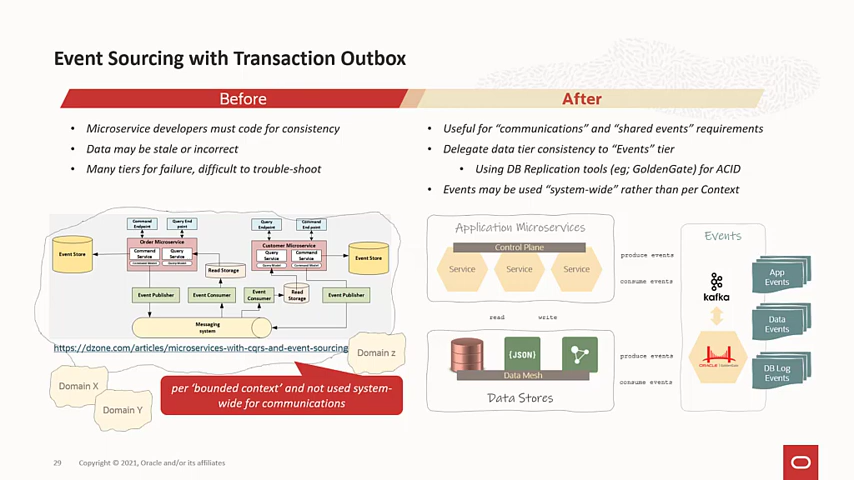 Event Sourcing with Transaction Outbox
Before
After
• Microservice developers must code for consistency
• Data may be stale or incorrect
• Many tiers for failure, difficult to trouble-shoot
• Useful for “communications” and “shared events” requirements
• Delegate data tier consistency to “Events” tier
• Using DB Replication tools (eg; GoldenGate) for ACID
• Events may be used “system-wide” rather than per Context
Command
Endpoint
Query End
point
Query
Endpoint
Command
Endpoint
Event Store
Order Microservice
Command
Service
Query
Service
Customer Microservice
Query
Service
Command
Service
Event Store
Read Storage
Event Publisher
Event Consumer
Event
Consumer
Read
Storage
Event Publisher
Messaging
system
https://dzone.com/articles/microservices-with-cqrs-and-event-sourcing
Domain z
Domain X
Domain Y
per ‘bounded context’ and not used system-
wide for communications
Application Microservices
Control Plane
Service
Service
Service
produce events
consume events
read write
{JSON}
Data Mesh
Data Stores
produce events
consume events
Events
kafka
ORACLE
App
Events
Data
Events
DB Log
Events
29 Copyright © 2021, Oracle and/or its affiliates